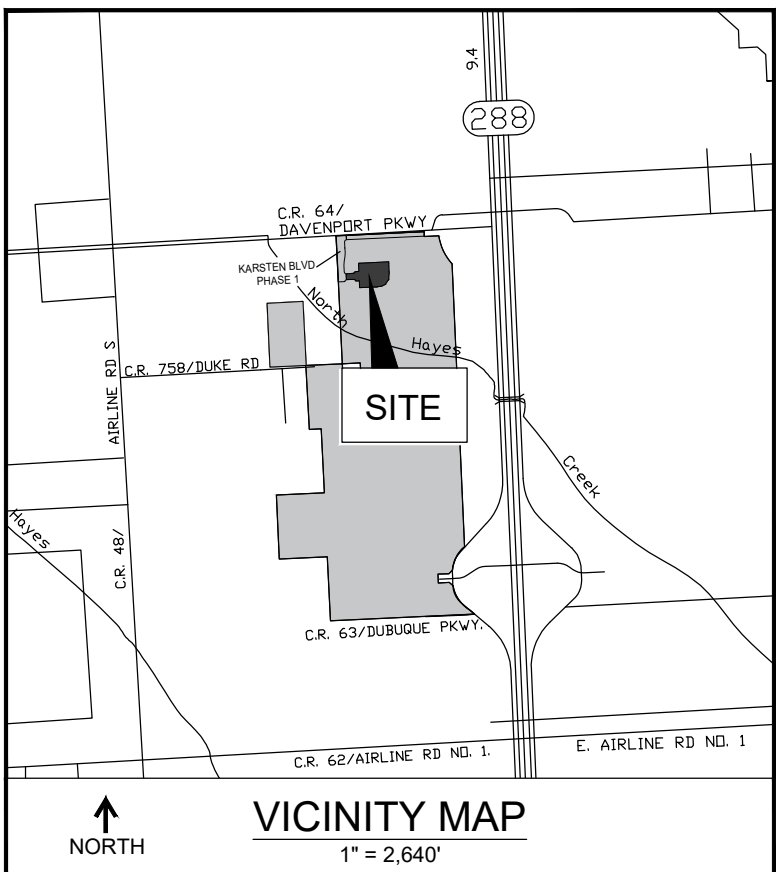 9.4
288
C.R. 64/
DAVENPORT PKWY
KARSTEN BLVD
PHASE 1
North
Hayes
C.R. 758/DUKE RD
AIRLINE RD S
SITE
Creek
Hayes
C.R. 48/
C.R. 63/DUBUQUE PKWY.
C.R. 62/AIRLINE RD NO. 1.
E. AIRLINE RD NO. 1
NORTH
VICINITY MAP
1" = 2,640'